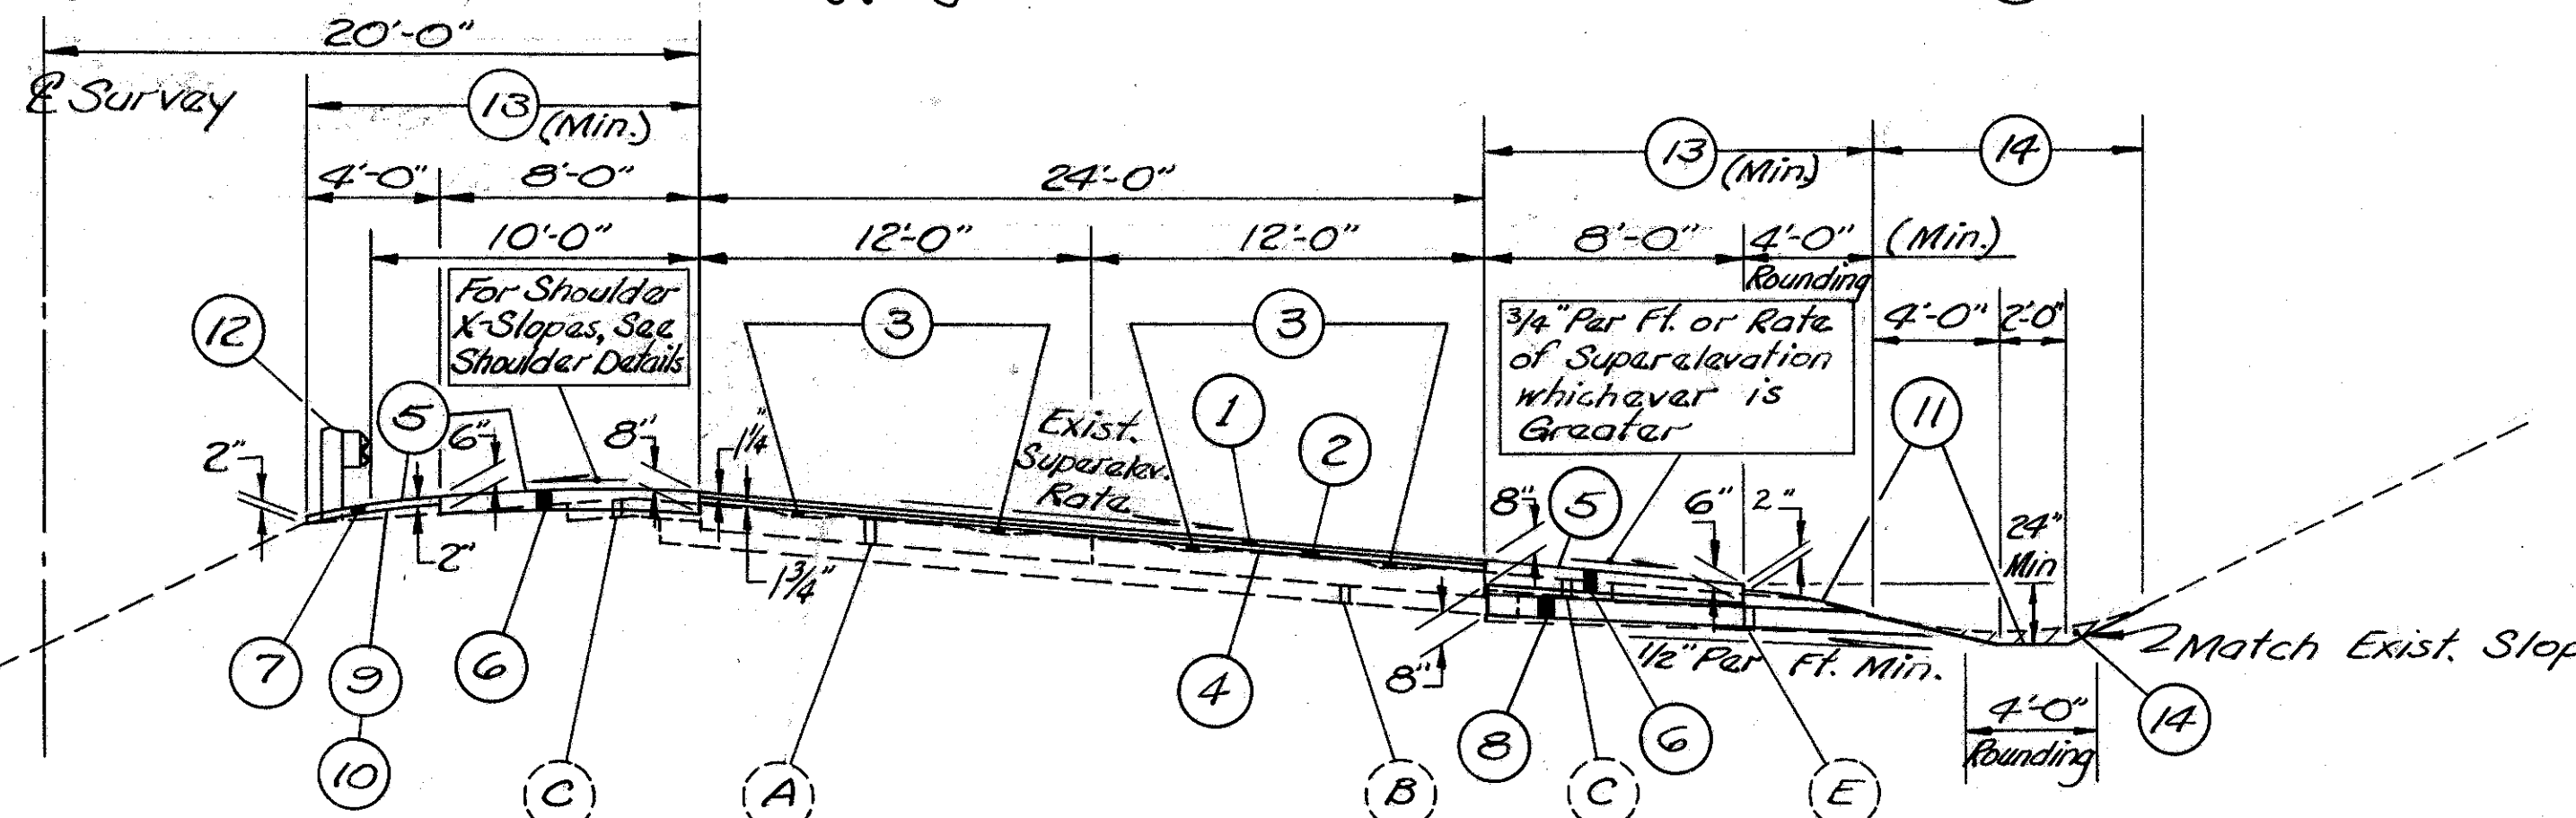 20'-0"
℄ Survey
13
(Min.)
13
(Min.)
14
4'-0"
8'-0"
24'-0"
10'-0"
12'-0"
12'-0"
8'-0"
4'-0"
(Min.)
Rounding
For Shoulder
X-Slopes, See
Shoulder Details
3/4" Per Ft. or Rate
of Superelevation
whichever is
Greater
4'-0"
2'-0"
12
3
3
5
1
2
11
6"
8"
1 1/4"
Exist.
Superelev.
Rate
2"
8"
5
6"
2"
24"
Min
2"
1 3/4"
1/2" Per Ft. Min.
Match Exist. Slop
7
9
6
4
8"
8
6
14
4'-0"
Rounding
10
C
A
B
C
E